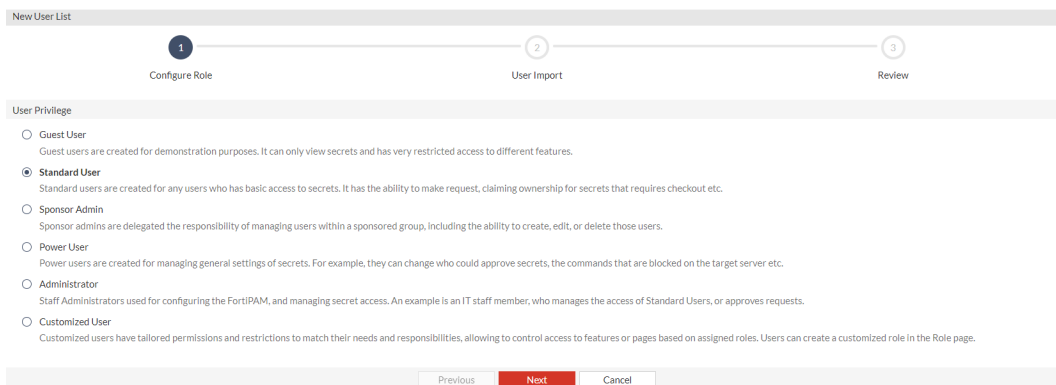 New User List
1
2
3
Configure Role
User Import
Review
User Privilege
Guest User
Guest users are created for demonstration purposes. It can only view secrets and has very restricted access to different features.
Standard User
Standard users are created for any users who has basic access to secrets. It has the ability to make request, claiming ownership for secrets that requires checkout etc.
Sponsor Admin
Sponsor admins are delegated the responsibility of managing users within a sponsored group, including the ability to create, edit, or delete those users.
Power User
Power users are created for managing general settings of secrets. For example, they can change who could approve secrets, the commands that are blocked on the target server etc.
Administrator
Staff Administrators used for configuring the FortiPAM, and managing secret access. An example is an IT staff member, who manages the access of Standard Users, or approves requests.
Customized User
Customized users have tailored permissions and restrictions to match their needs and responsibilities, allowing to control access to features or pages based on assigned roles. Users can create a customized role in the Role page.
Previous
Next
Cancel